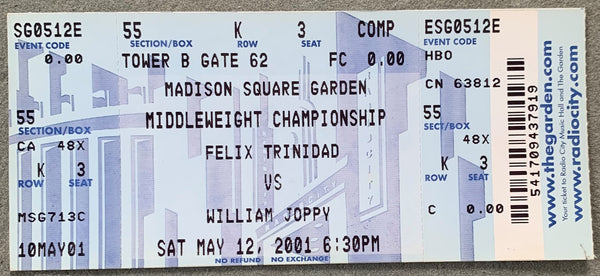 SG0512E 55 K 3 COMP ESG0512E
EVENT CODE SECTION/BOX ROW SEAT EVENT CODE
0.00 TOWER B GATE 62 FC 0.00 HBO
MADISON SQUARE GARDEN CN 63812
55 MIDDLEWEIGHT CHAMPIONSHIP 55
SECTION/BOX SECTION/BOX
CA 48X FELIX TRINIDAD 48X
K 3 VS K 3
ROW SEAT ROW SEAT
MSG713C WILLIAM JOPPY C 0.00
10MAY01 SAT MAY 12, 2001 6:30PM
NO REFUND NO EXCHANGE
541709437919
www.thegarden.com
Your ticket to Radio City Music Hall and The Garden
www.radiocity.com